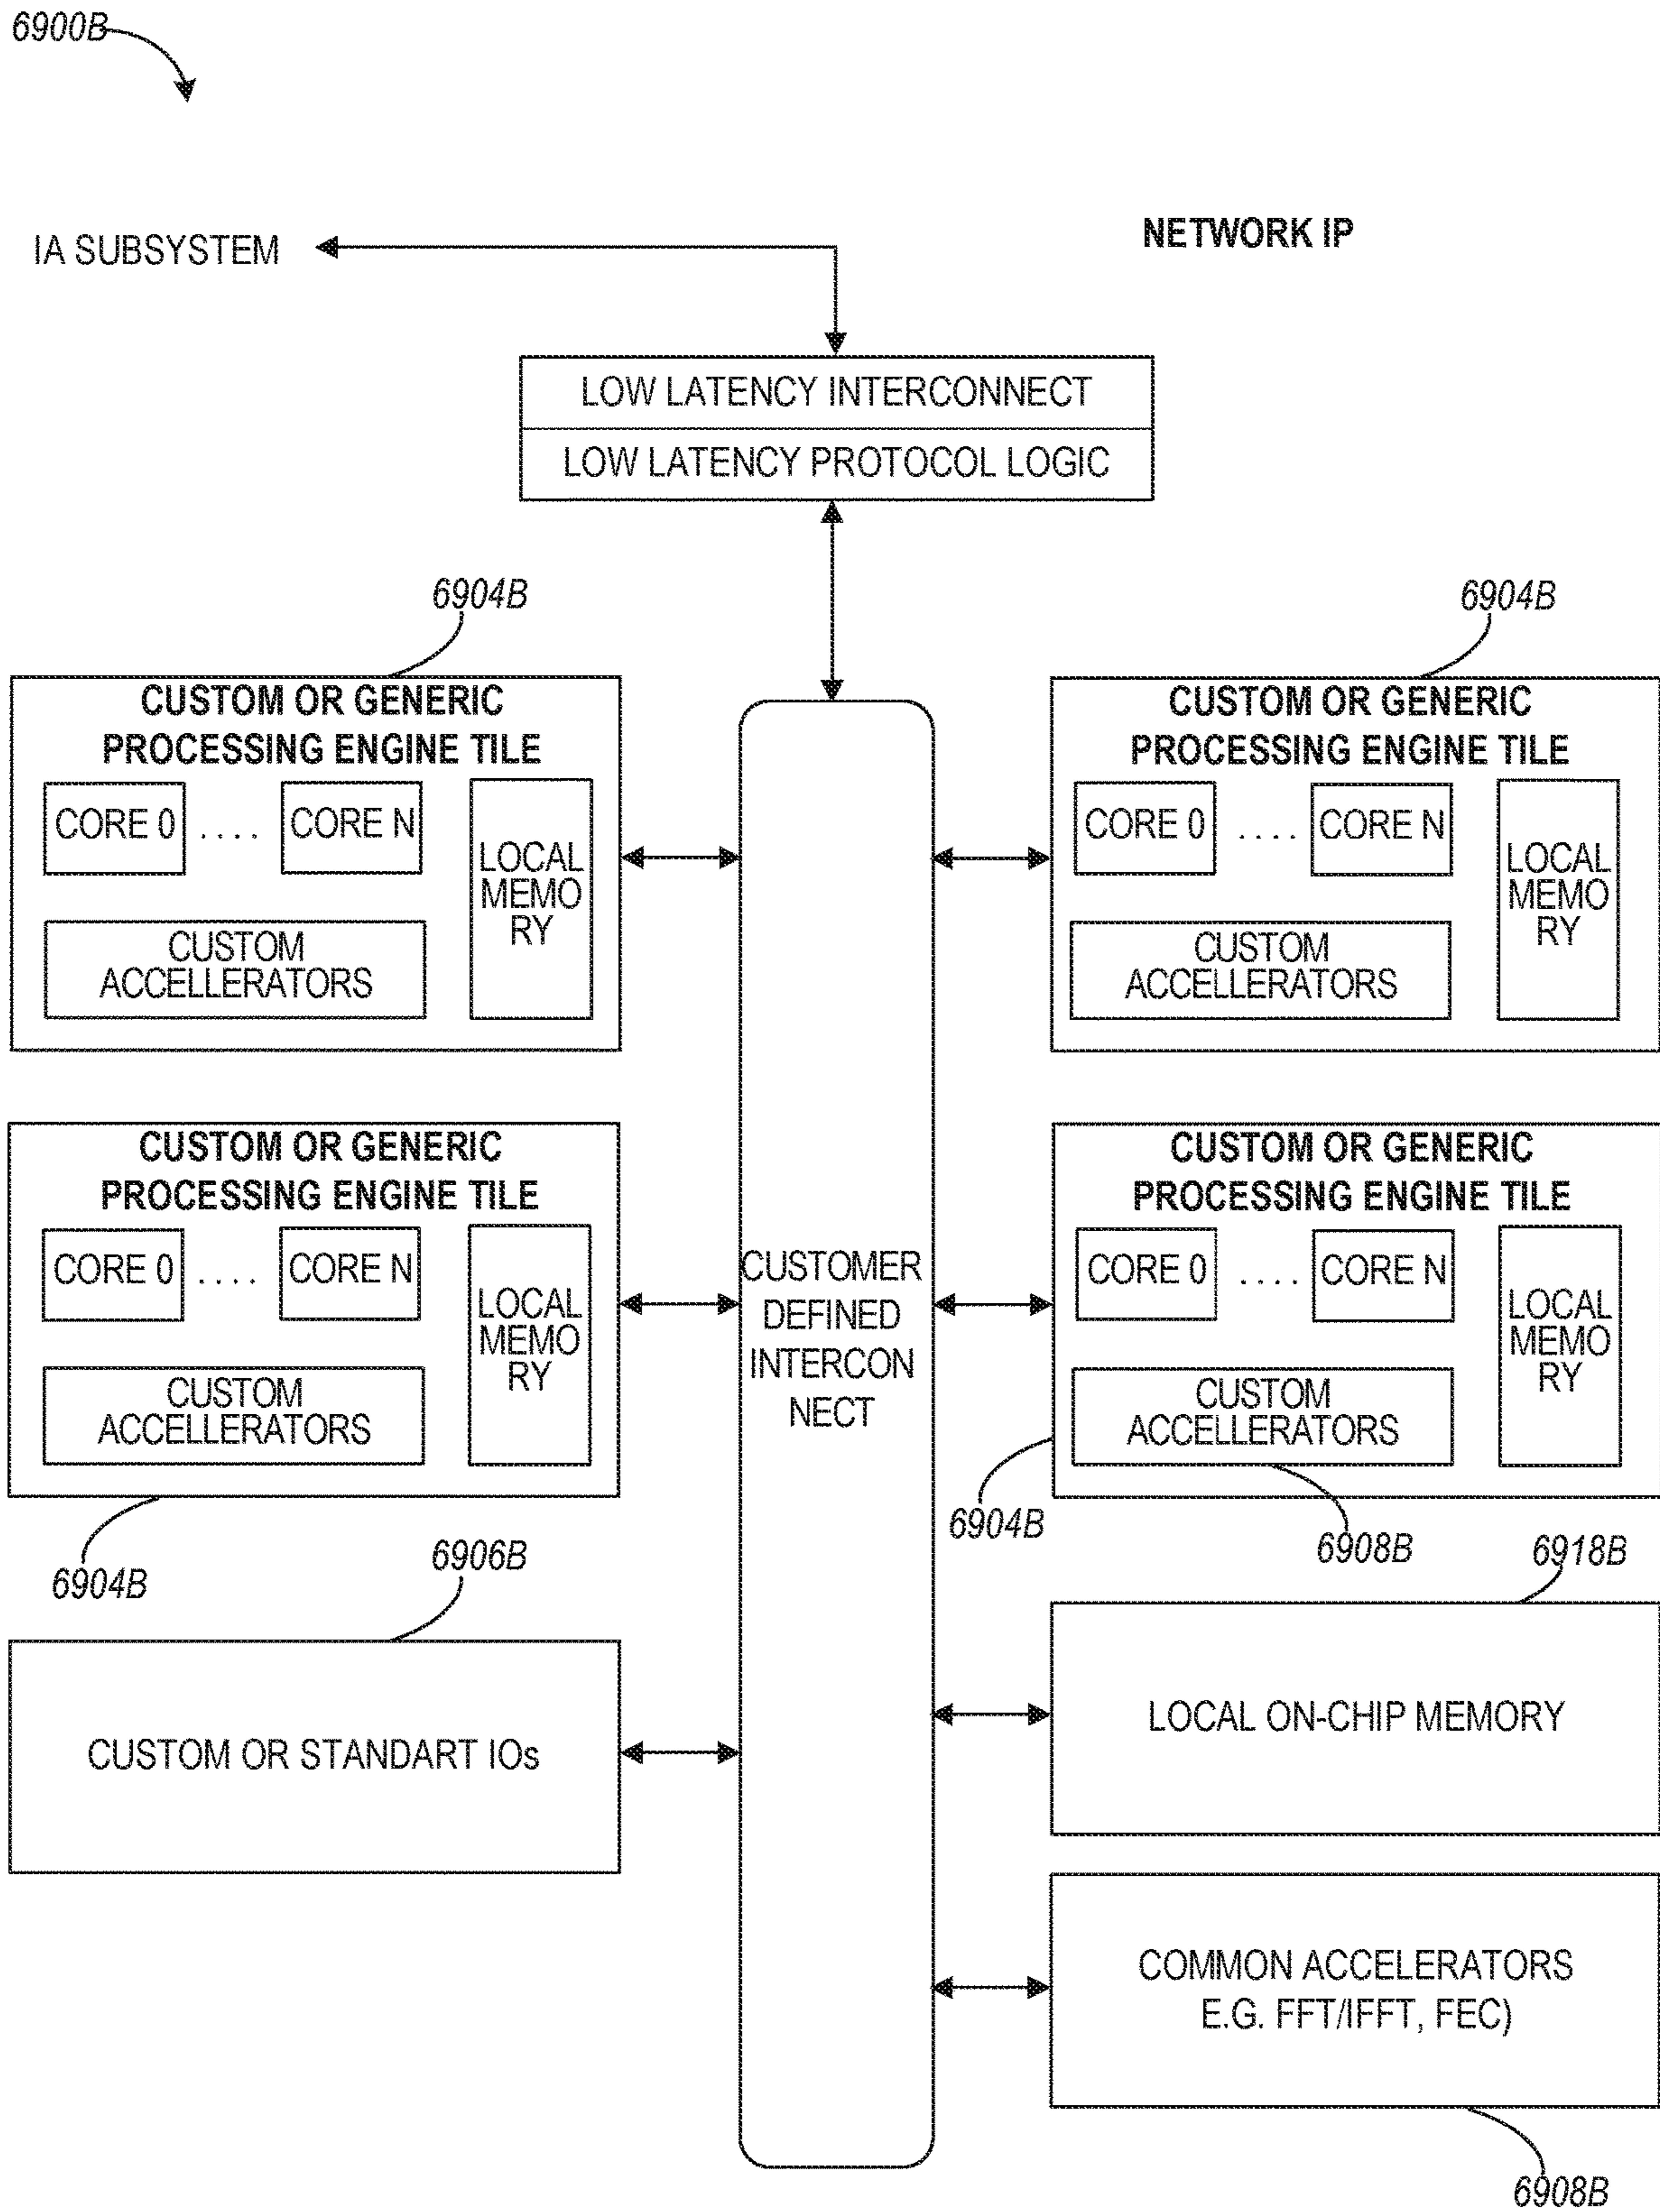 6900B
IA SUBSYSTEM
NETWORK IP
LOW LATENCY INTERCONNECT
LOW LATENCY PROTOCOL LOGIC
6904B
CUSTOM OR GENERIC
PROCESSING ENGINE TILE
CORE 0 .... CORE N
LOCAL
MEMO
RY
CUSTOM
ACCELLERATORS
6904B
CUSTOM OR GENERIC
PROCESSING ENGINE TILE
CORE 0 .... CORE N
LOCAL
MEMO
RY
CUSTOM
ACCELLERATORS
CUSTOM OR GENERIC
PROCESSING ENGINE TILE
CORE 0 .... CORE N
LOCAL
MEMO
RY
CUSTOM
ACCELLERATORS
6904B
CUSTOMER
DEFINED
INTERCON
NECT
CUSTOM OR GENERIC
PROCESSING ENGINE TILE
CORE 0 .... CORE N
LOCAL
MEMO
RY
CUSTOM
ACCELLERATORS
6904B
6908B
6906B
CUSTOM OR STANDART IOs
6918B
LOCAL ON-CHIP MEMORY
COMMON ACCELERATORS
E.G. FFT/IFFT, FEC)
6908B